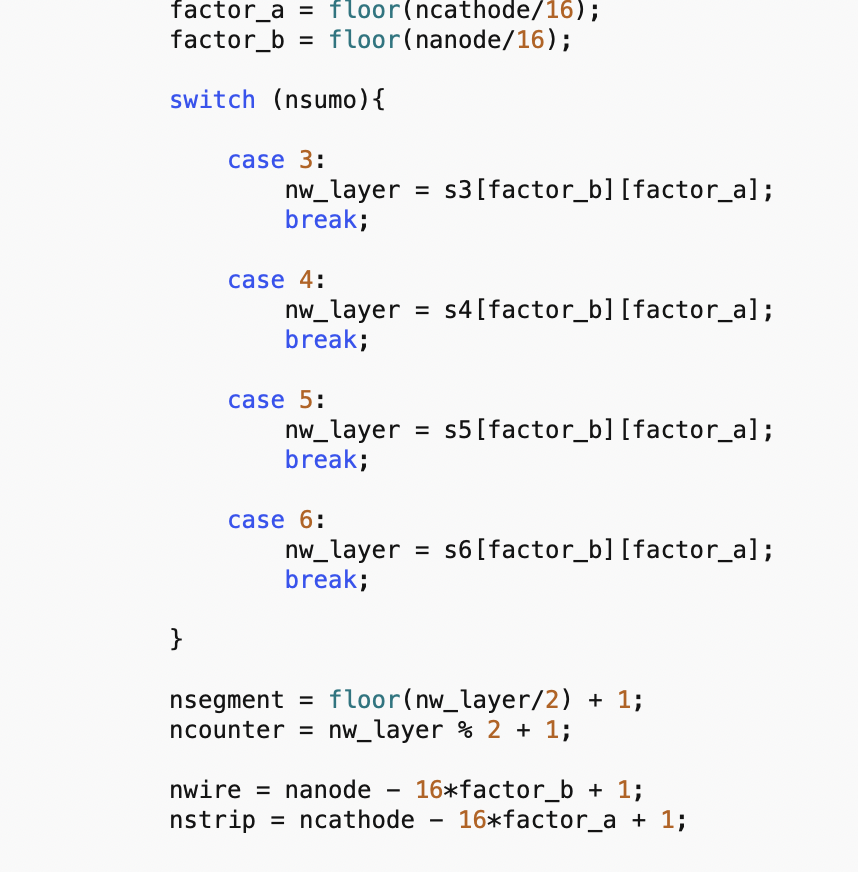 factor_a = floor(ncathode/16);
factor_b = floor(nanode/16);
switch (nsumo){
case 3:
nw_layer = s3[factor_b][factor_a];
break;
case 4:
nw_layer = s4[factor_b][factor_a];
break;
case 5:
nw_layer = s5[factor_b][factor_a];
break;
case 6:
nw_layer = s6[factor_b][factor_a];
break;
}
nsegment = floor(nw_layer/2) + 1;
ncounter = nw_layer % 2 + 1;
nwire = nanode - 16*factor_b + 1;
nstrip = ncathode - 16*factor_a + 1;